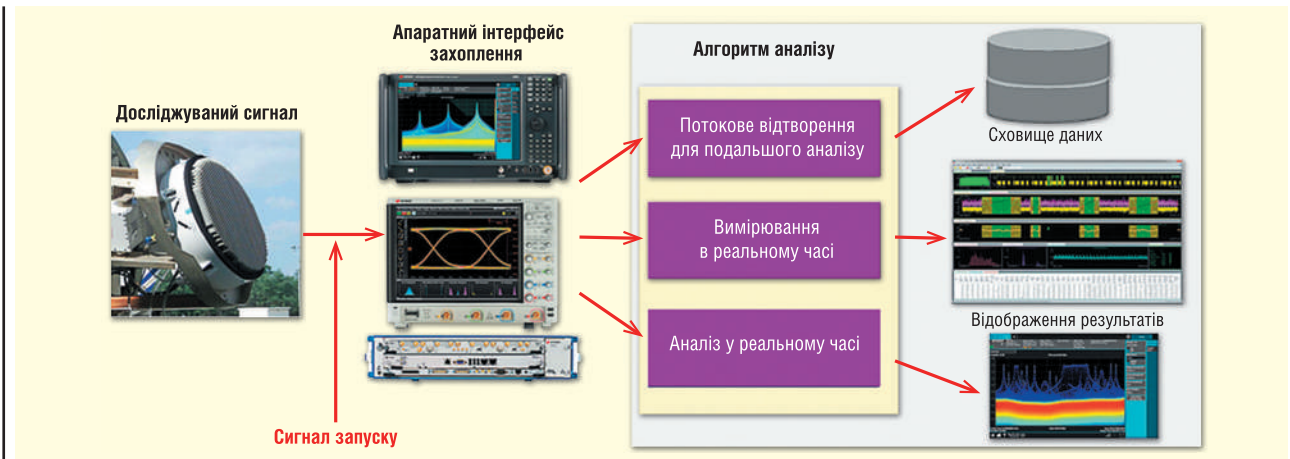 Досліджуваний сигнал
Апаратний інтерфейс
захоплення
Сигнал запуску
Алгоритм аналізу
Потокове відтворення
для подальшого аналізу
Вимірювання
в реальному часі
Аналіз у реальному часі
Сховище даних
Відображення результатів